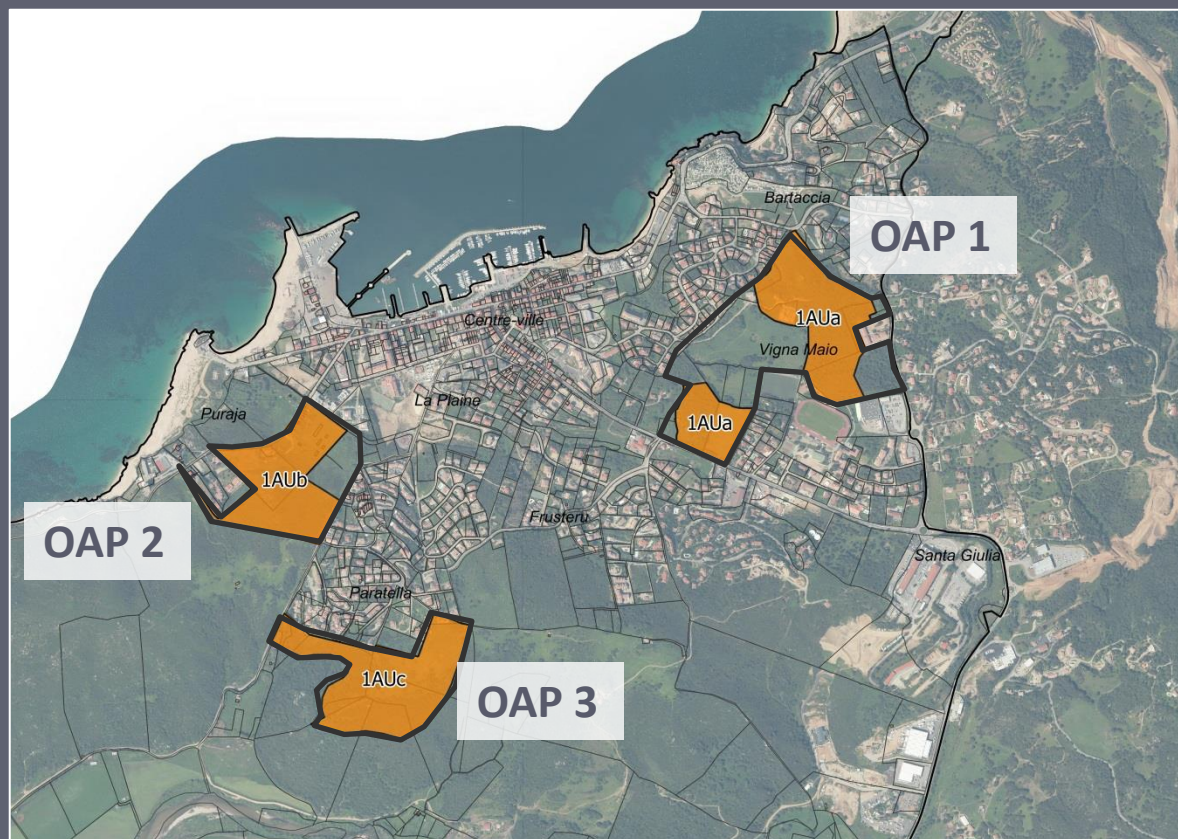 Bartaccia
OAP 1
1AUa
Centre-ville
Vigna Maio
La Plaine
Puraja
1AUa
1AUb
Frusteru
OAP 2
Santa Giulia
Paratella
1AUc
OAP 3